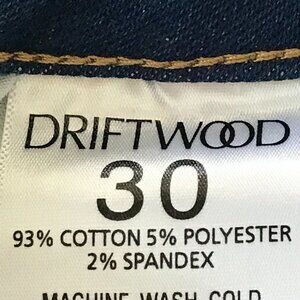 DRIFTWOOD
30
93% COTTON 5% POLYESTER
2% SPANDEX
MACHINE WASH COLD